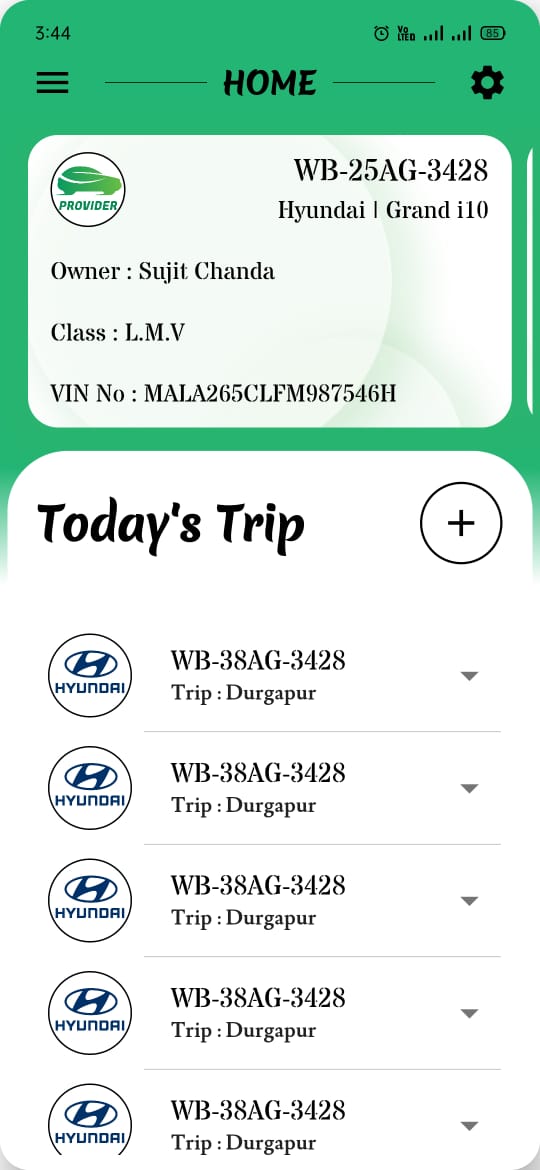 3:44
Vo LTE 85
HOME
PROVIDER
WB-25AG-3428
Hyundai | Grand i10
Owner : Sujit Chanda
Class : L.M.V
VIN No : MALA265CLFM987546H
Today's Trip
+
HYUNDAI
WB-38AG-3428
Trip : Durgapur
HYUNDAI
WB-38AG-3428
Trip : Durgapur
HYUNDAI
WB-38AG-3428
Trip : Durgapur
HYUNDAI
WB-38AG-3428
Trip : Durgapur
HYUNDAI
WB-38AG-3428
Trip : Durgapur